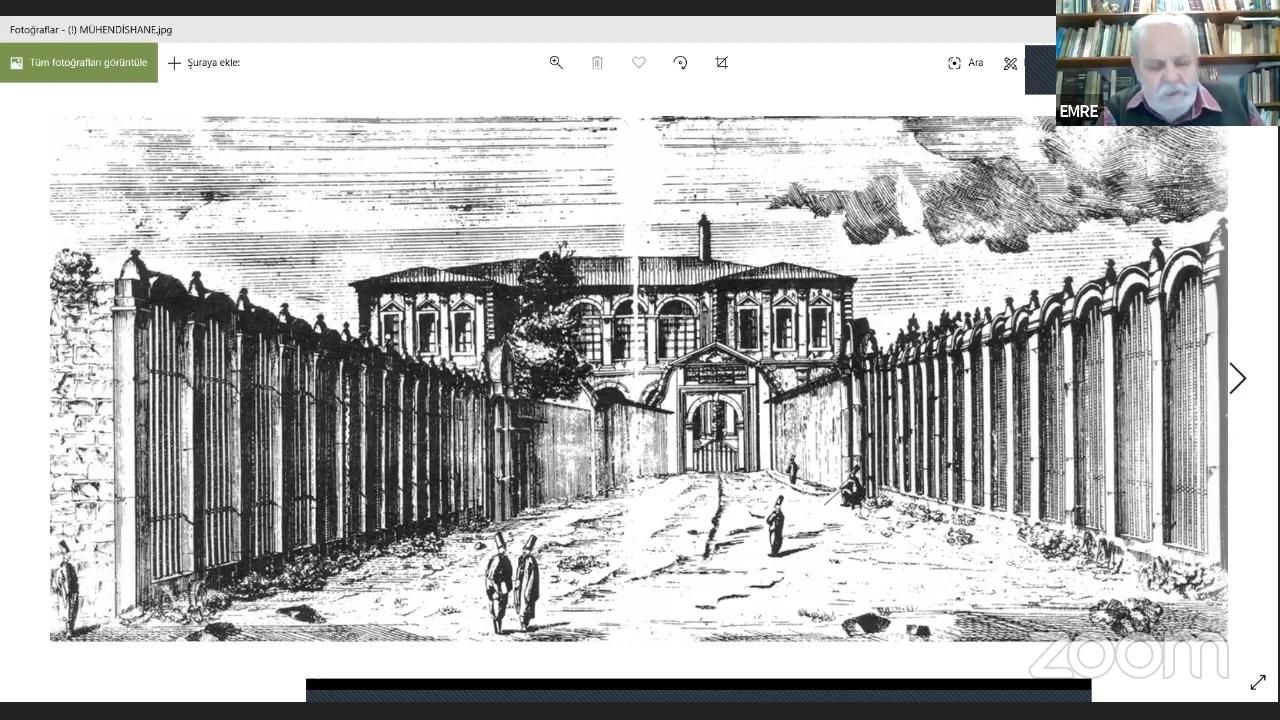 Fotoğraflar - (!) MÜHENDİSHANE.jpg
Tüm fotoğrafları görüntüle
Şuraya ekle:
Ara
EMRE
zoom